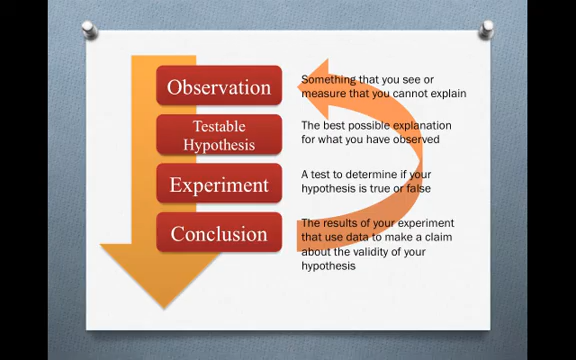 Observation
Something that you see or
measure that you cannot explain
Testable
Hypothesis
The best possible explanation
for what you have observed
Experiment
A test to determine if your
hypothesis is true or false
Conclusion
The results of your experiment
that use data to make a claim
about the validity of your
hypothesis